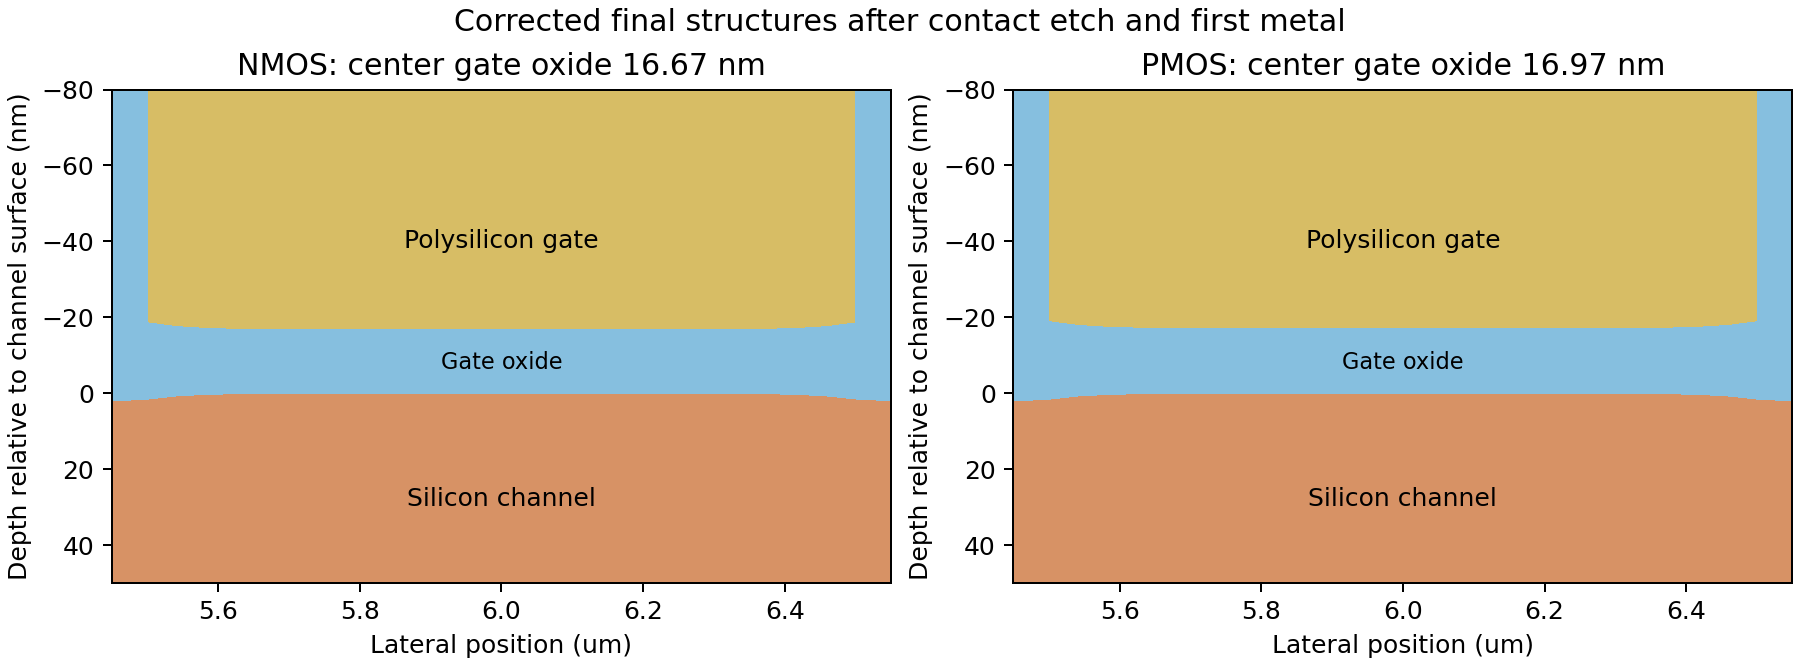 Corrected final structures after contact etch and first metal
NMOS: center gate oxide 16.67 nm
Depth relative to channel surface (nm)
−80
−60
−40
−20
0
20
40
Polysilicon gate
Gate oxide
Silicon channel
5.6 5.8 6.0 6.2 6.4
Lateral position (um)
PMOS: center gate oxide 16.97 nm
Depth relative to channel surface (nm)
−80
−60
−40
−20
0
20
40
Polysilicon gate
Gate oxide
Silicon channel
5.6 5.8 6.0 6.2 6.4
Lateral position (um)